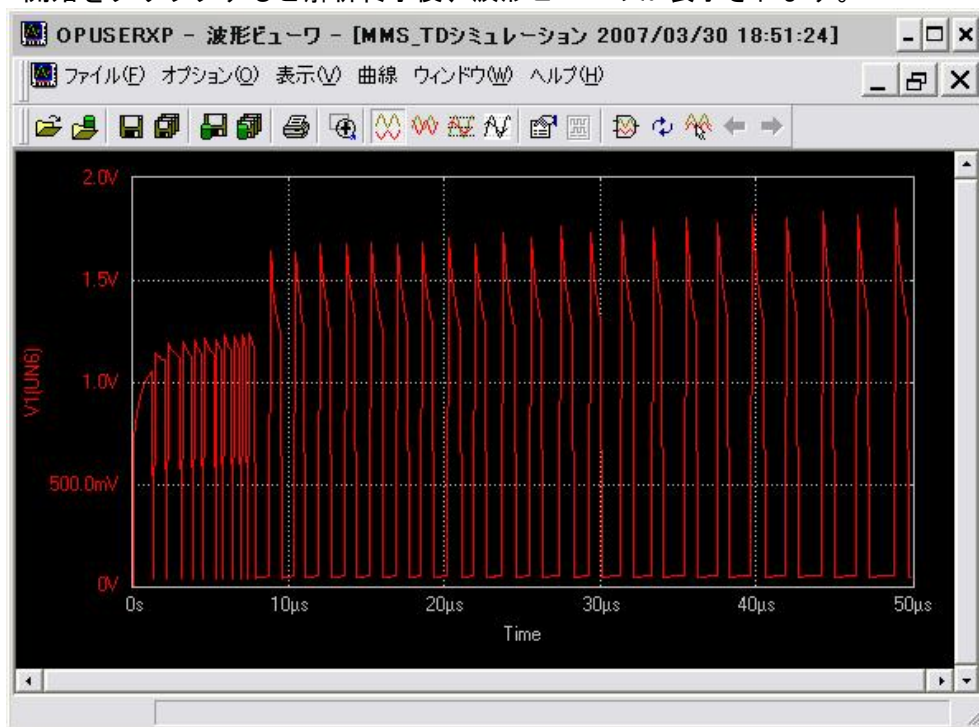 OPUSERXP - 波形ビューワ - [MMS_TDシミュレーション 2007/03/30 18:51:24]
ファイル(F) オプション(O) 表示(V) 曲線 ウィンドウ(W) ヘルプ(H)
2.0V
1.5V
1.0V
500.0mV
0V
V1(UN6)
0s 10μs 20μs 30μs 40μs 50μs
Time